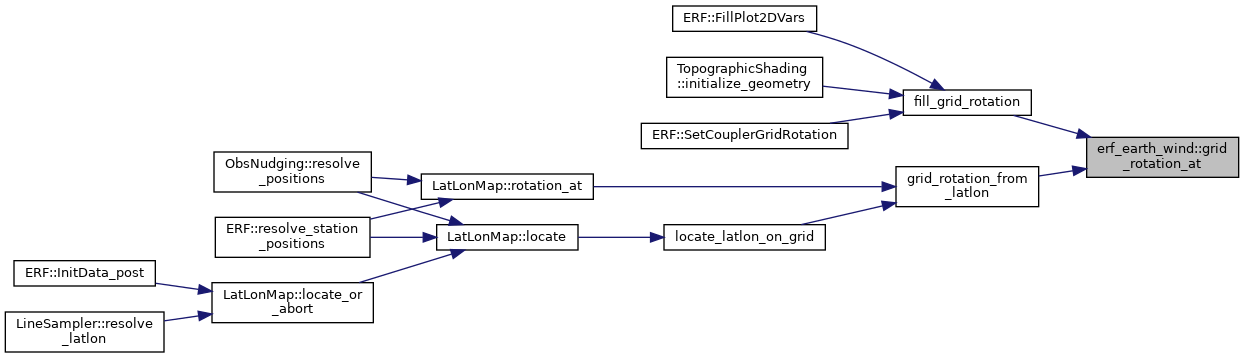 ERF::FillPlot2DVars
TopographicShading
::initialize_geometry
fill_grid_rotation
ERF::SetCouplerGridRotation
erf_earth_wind::grid
_rotation_at
ObsNudging::resolve
_positions
LatLonMap::rotation_at
grid_rotation_from
_latlon
ERF::resolve_station
_positions
LatLonMap::locate
locate_latlon_on_grid
ERF::InitData_post
LatLonMap::locate_or
_abort
LineSampler::resolve
_latlon